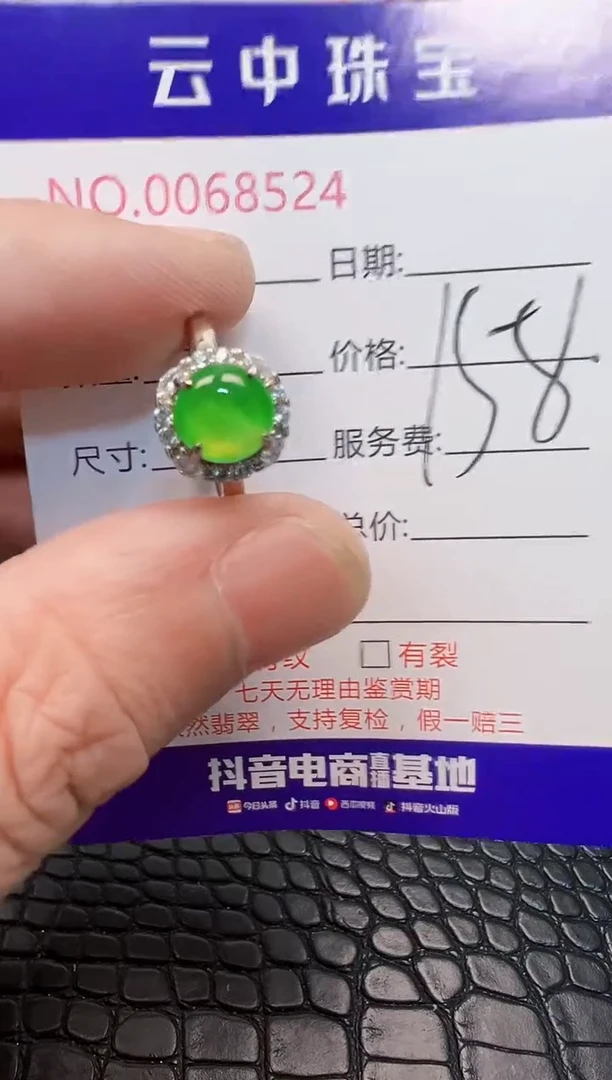 云中珠宝
NO.0068524
日期:
价格:
158
尺寸:
服务费:
总价:
纹 □有裂
七天无理由鉴赏期
然翡翠，支持复检，假一赔三
抖音电商直播基地
今日头条 抖音 西瓜视频 抖音火山版